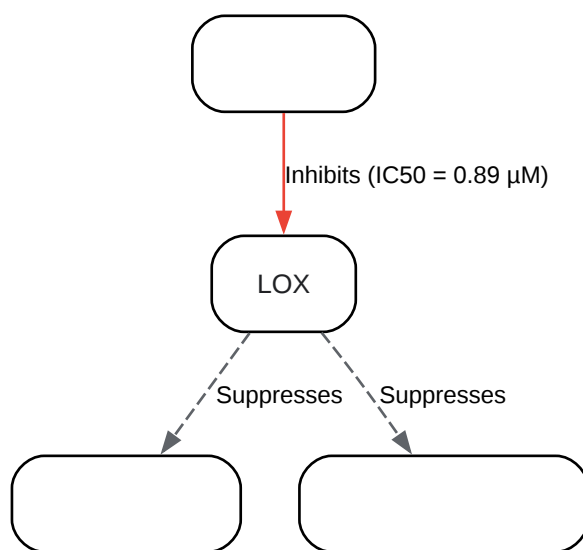 Inhibits (IC50 = 0.89 µM)
LOX
Suppresses
Suppresses